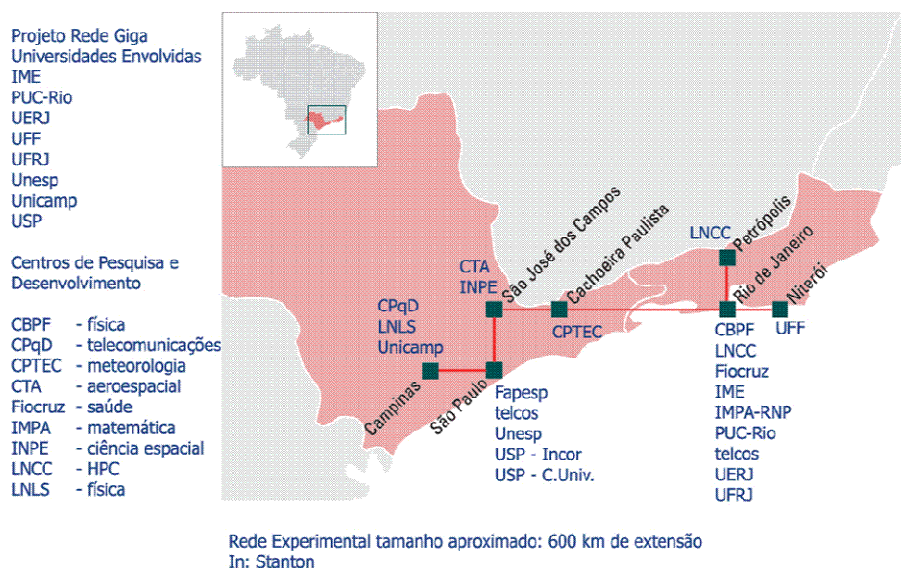 Projeto Rede Giga
Universidades Envolvidas
IME
PUC-Rio
UERJ
UFF
UFRJ
Unesp
Unicamp
USP
Centros de Pesquisa e
Desenvolvimento
CBPF - física
CPqD - telecomunicações
CPTEC - meteorologia
CTA - aeroespacial
Fiocruz - saúde
IMPA - matemática
INPE - ciência espacial
LNCC - HPC
LNLS - física
CPqD
LNLS
Unicamp
Campinas
São Paulo
Fapesp
telcos
Unesp
USP - Incor
USP - C.Univ.
CTA
INPE
São José dos Campos
Cachoeira Paulista
CPTEC
LNCC
Petrópolis
Rio de Janeiro
CBPF
LNCC
Fiocruz
IME
IMPA-RNP
PUC-Rio
telcos
UERJ
UFRJ
Niterói
UFF
Rede Experimental tamanho aproximado: 600 km de extensão
In: Stanton